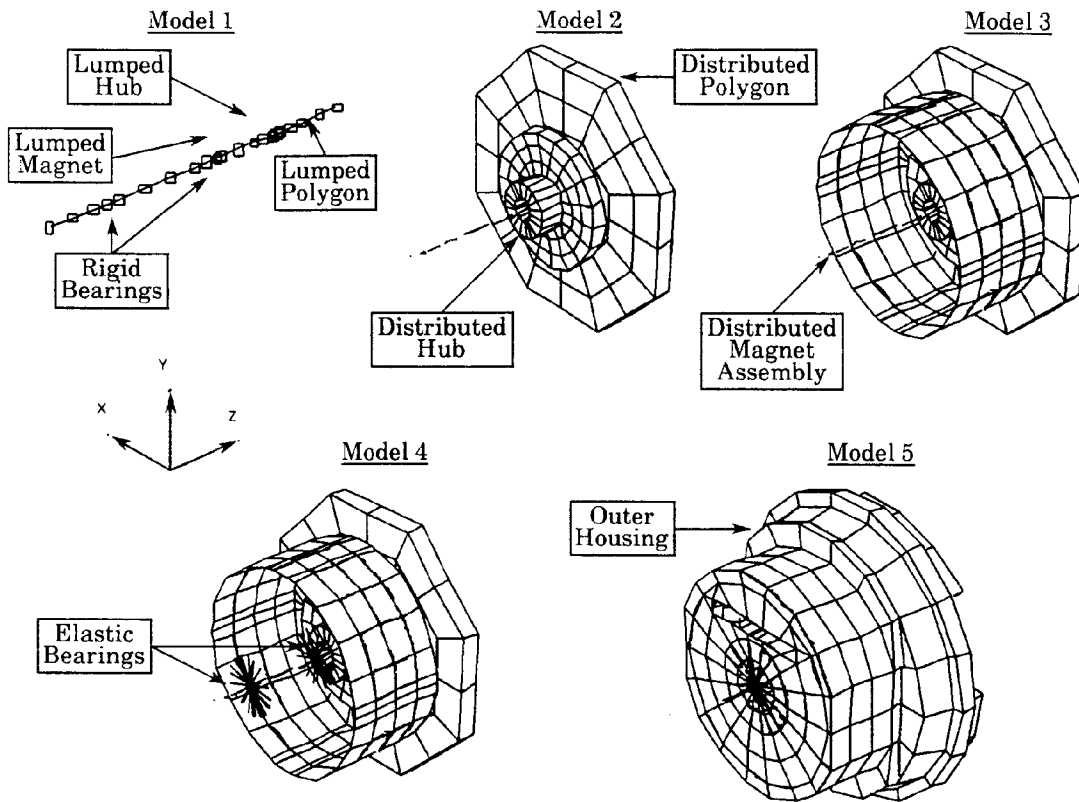 Model 1
Model 2
Model 3
Lumped
Hub
Distributed
Polygon
Lumped
Magnet
Lumped
Polygon
Rigid
Bearings
Distributed
Hub
Distributed
Magnet
Assembly
Y
X
Z
Model 4
Model 5
Outer
Housing
Elastic
Bearings